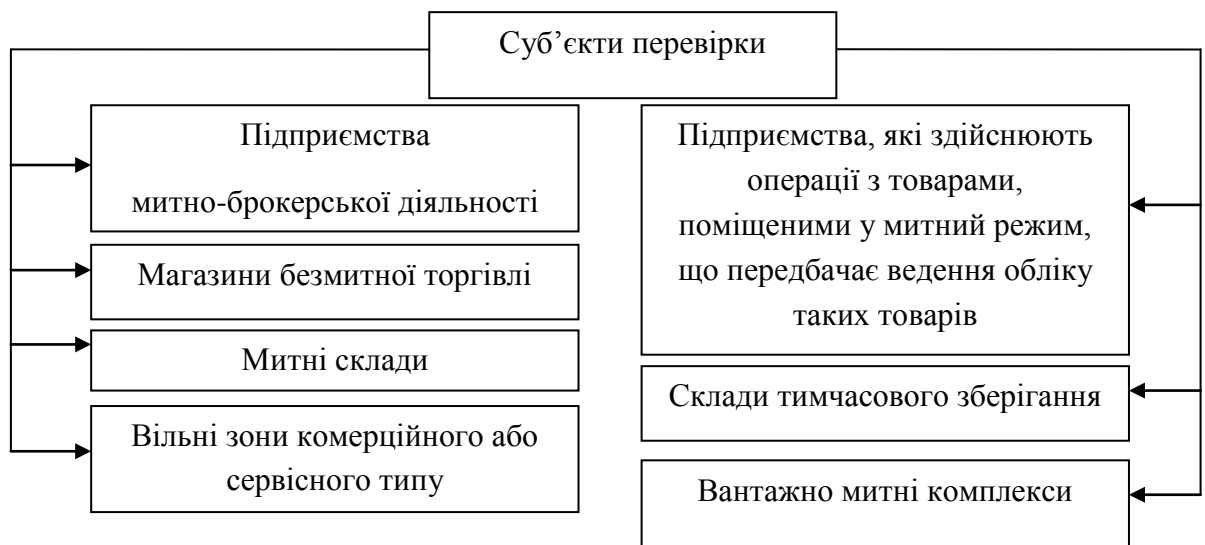 Суб’єкти перевірки
Підприємства
митно-брокерської діяльності
Магазини безмитної торгівлі
Митні склади
Вільні зони комерційного або
сервісного типу
Підприємства, які здійснюють
операції з товарами,
поміщеними у митний режим,
що передбачає ведення обліку
таких товарів
Склади тимчасового зберігання
Вантажно митні комплекси